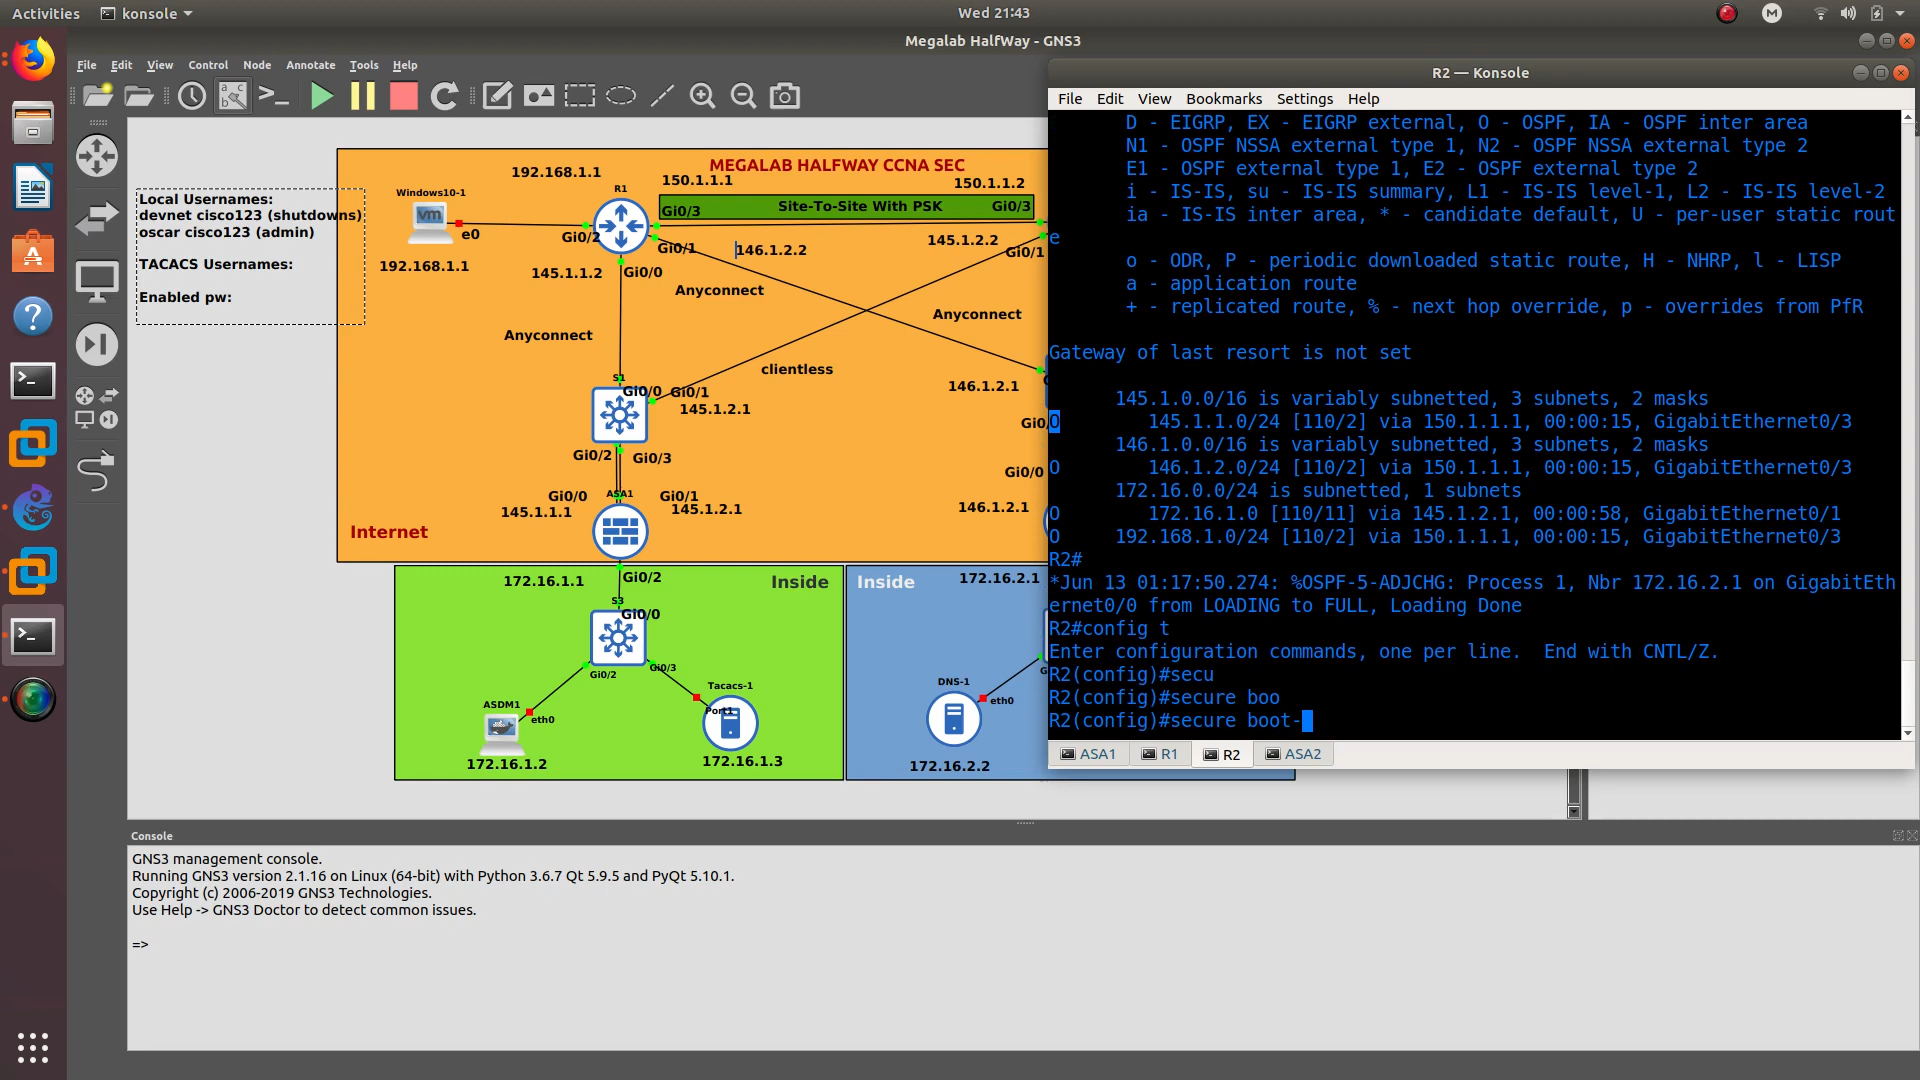 Activities
konsole
Wed 21:43
M
Megalab HalfWay - GNS3
File Edit View Control Node Annotate Tools Help
Local Usernames:
devnet cisco123 (shutdowns)
oscar cisco123 (admin)
TACACS Usernames:
Enabled pw:
MEGALAB HALFWAY CCNA SEC
Windows10-1
vm
e0
192.168.1.1
192.168.1.1
R1
150.1.1.1
150.1.1.2
Gi0/3
Site-To-Site With PSK
Gi0/3
Gi0/2
Gi0/1
146.1.2.2
145.1.2.2
Gi0/1
145.1.1.2
Gi0/0
Anyconnect
Anyconnect
Anyconnect
clientless
S1
Gi0/0
Gi0/1
145.1.2.1
146.1.2.1
Gi0/2
Gi0/3
Gi0/0
Gi0/0
ASA1
Gi0/1
145.1.1.1
145.1.2.1
146.1.2.1
Internet
172.16.1.1
Gi0/2
Inside
Inside
172.16.2.1
S3
Gi0/0
Gi0/2
Gi0/3
ASDM1
eth0
Tacacs-1
Port1
172.16.1.2
172.16.1.3
DNS-1
eth0
172.16.2.2
R2 — Konsole
File Edit View Bookmarks Settings Help
D - EIGRP, EX - EIGRP external, O - OSPF, IA - OSPF inter area
N1 - OSPF NSSA external type 1, N2 - OSPF NSSA external type 2
E1 - OSPF external type 1, E2 - OSPF external type 2
i - IS-IS, su - IS-IS summary, L1 - IS-IS level-1, L2 - IS-IS level-2
ia - IS-IS inter area, * - candidate default, U - per-user static rout
e
o - ODR, P - periodic downloaded static route, H - NHRP, l - LISP
a - application route
+ - replicated route, % - next hop override, p - overrides from PfR
Gateway of last resort is not set
145.1.0.0/16 is variably subnetted, 3 subnets, 2 masks
O 145.1.1.0/24 [110/2] via 150.1.1.1, 00:00:15, GigabitEthernet0/3
146.1.0.0/16 is variably subnetted, 3 subnets, 2 masks
O 146.1.2.0/24 [110/2] via 150.1.1.1, 00:00:15, GigabitEthernet0/3
172.16.0.0/24 is subnetted, 1 subnets
O 172.16.1.0 [110/11] via 145.1.2.1, 00:00:58, GigabitEthernet0/1
O 192.168.1.0/24 [110/2] via 150.1.1.1, 00:00:15, GigabitEthernet0/3
R2#
*Jun 13 01:17:50.274: %OSPF-5-ADJCHG: Process 1, Nbr 172.16.2.1 on GigabitEth
ernet0/0 from LOADING to FULL, Loading Done
R2#config t
Enter configuration commands, one per line. End with CNTL/Z.
R2(config)#secu
R2(config)#secure boo
R2(config)#secure boot-
ASA1 R1 R2 ASA2
Console
GNS3 management console.
Running GNS3 version 2.1.16 on Linux (64-bit) with Python 3.6.7 Qt 5.9.5 and PyQt 5.10.1.
Copyright (c) 2006-2019 GNS3 Technologies.
Use Help -> GNS3 Doctor to detect common issues.
=>